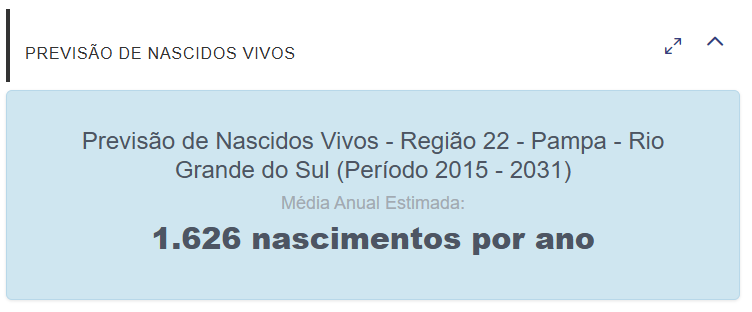 PREVISÃO DE NASCIDOS VIVOS
Previsão de Nascidos Vivos - Região 22 - Pampa - Rio
Grande do Sul (Período 2015 - 2031)
Média Anual Estimada:
1.626 nascimentos por ano